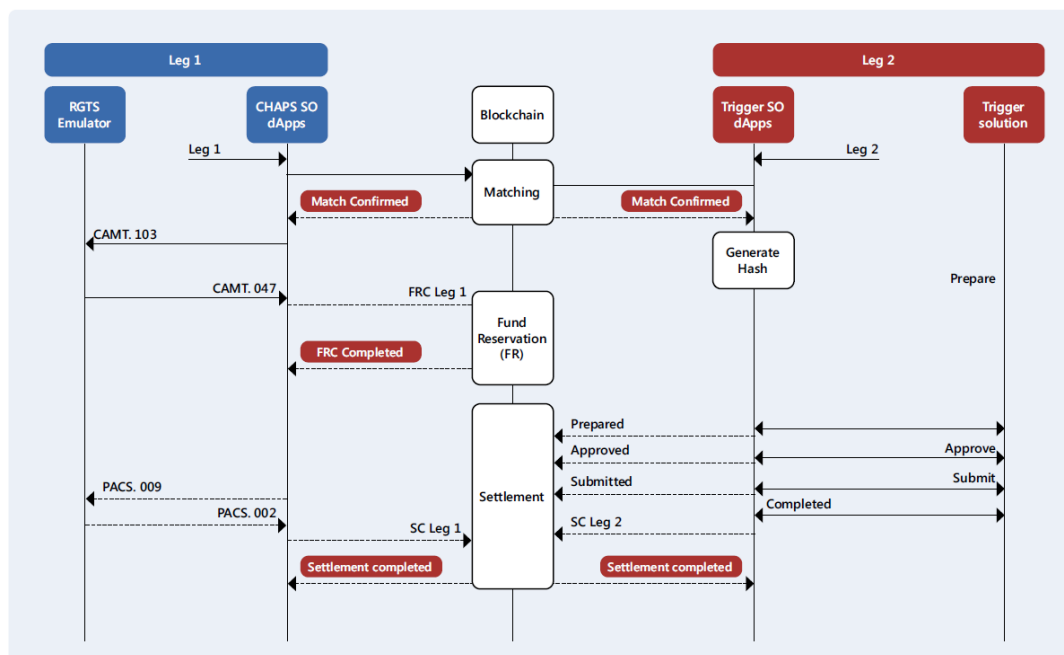 Leg 1
Leg 2
RGTS
Emulator
CHAPS SO
dApps
Blockchain
Trigger SO
dApps
Trigger
solution
Leg 1
Leg 2
Matching
Match Confirmed
Match Confirmed
CAMT. 103
Generate
Hash
Prepare
CAMT. 047
FRC Leg 1
Fund
Reservation
(FR)
FRC Completed
Prepared
Approved
Approve
Submitted
Submit
Settlement
PACS. 009
Completed
PACS. 002
SC Leg 1
SC Leg 2
Settlement completed
Settlement completed